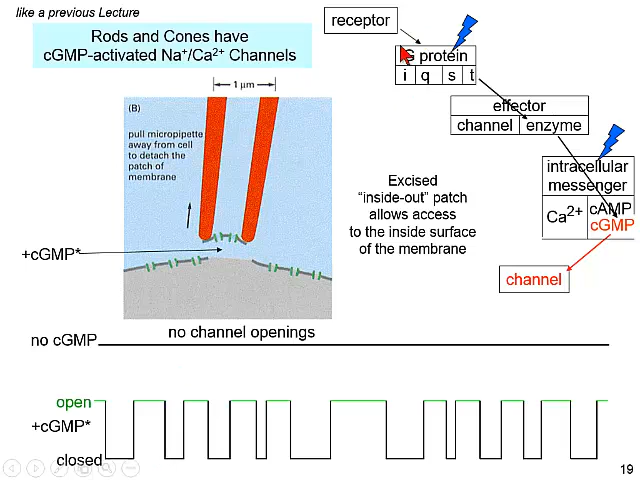 like a previous Lecture
Rods and Cones have
cGMP-activated Na⁺/Ca²⁺ Channels
receptor
G protein
i q s t
effector
channel enzyme
intracellular
messenger
Ca²⁺
cAMP
cGMP
channel
1 μm
(B)
pull micropipette
away from cell
to detach the
patch of
membrane
Excised
“inside-out” patch
allows access
to the inside surface
of the membrane
+cGMP*
no channel openings
no cGMP
open
+cGMP*
closed
19